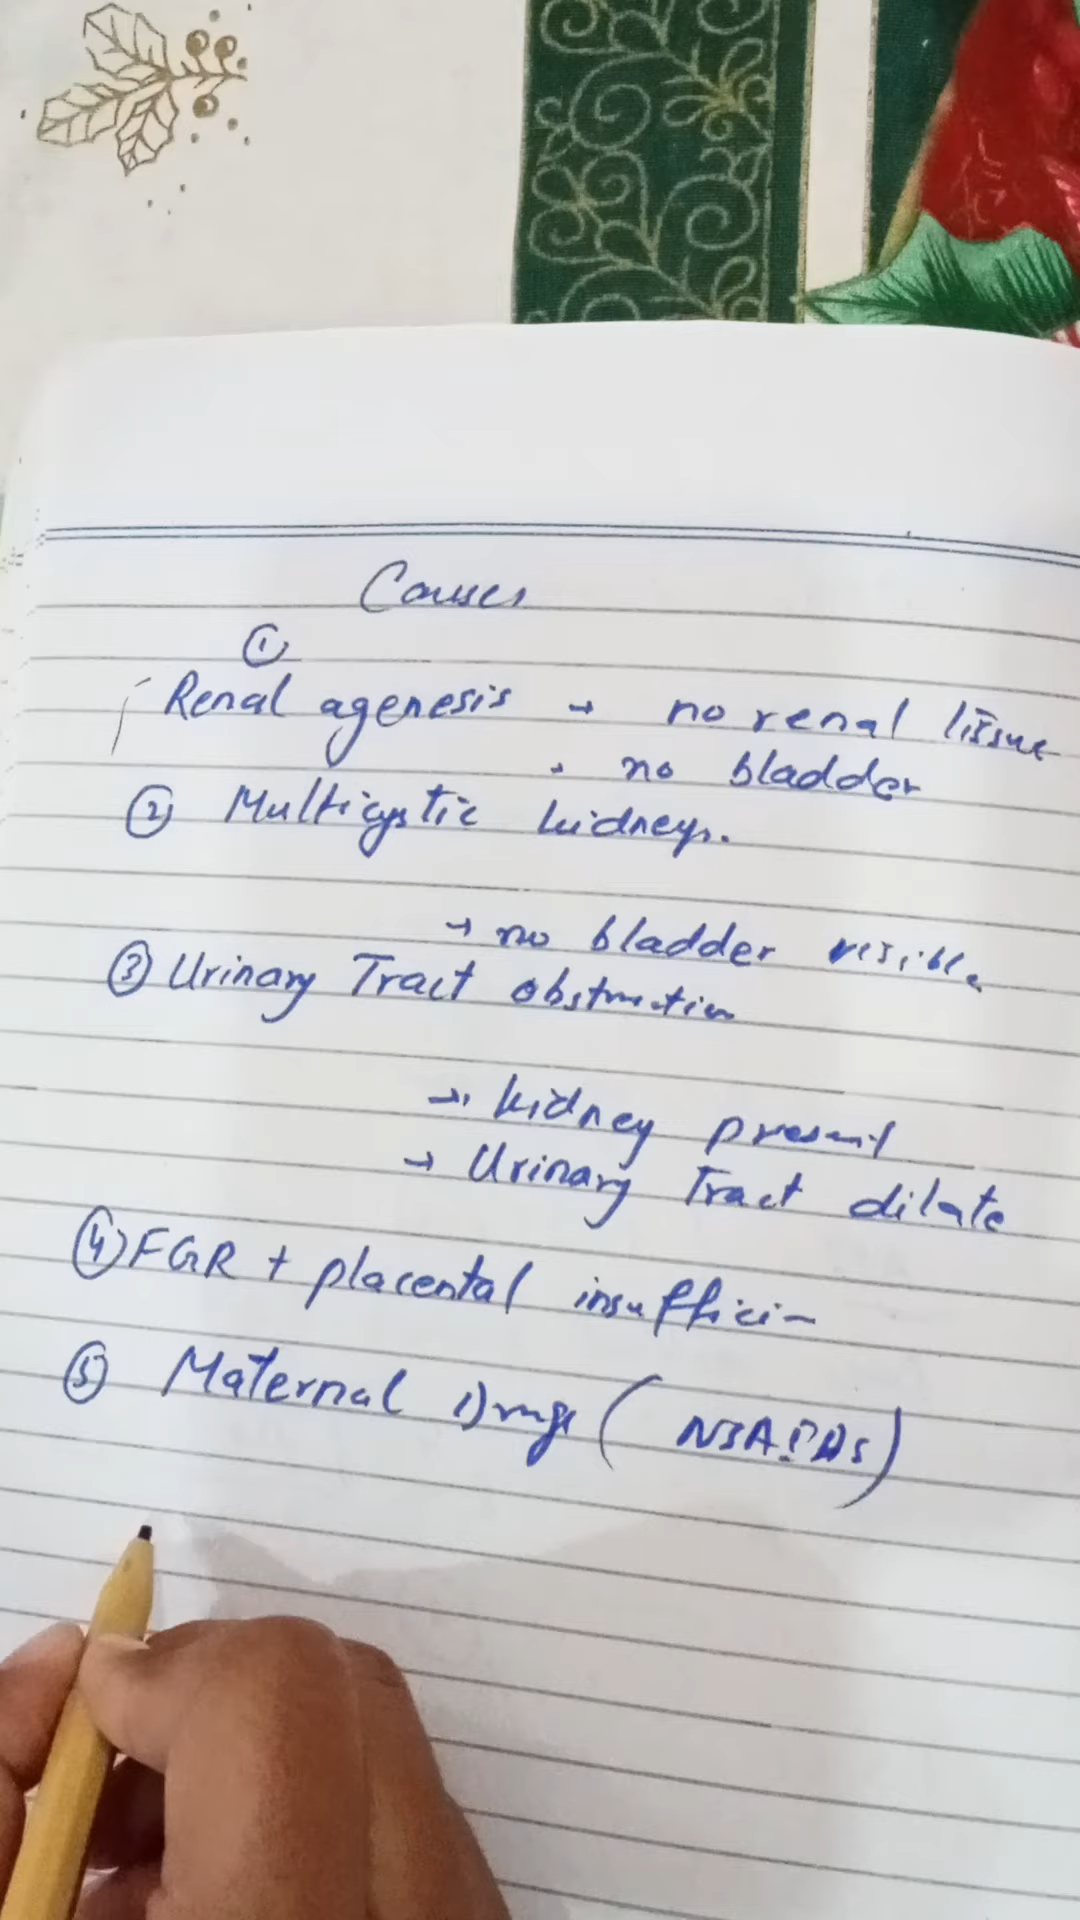 Causes
①
Renal agenesis → no renal tissue
→ no bladder
② Multicystic kidneys.
→ no bladder visible
③ Urinary Tract obstruction
→ kidney present
→ Urinary Tract dilate
④ FGR + placental insuffici
⑤ Maternal Drugs ( NSAIDs)